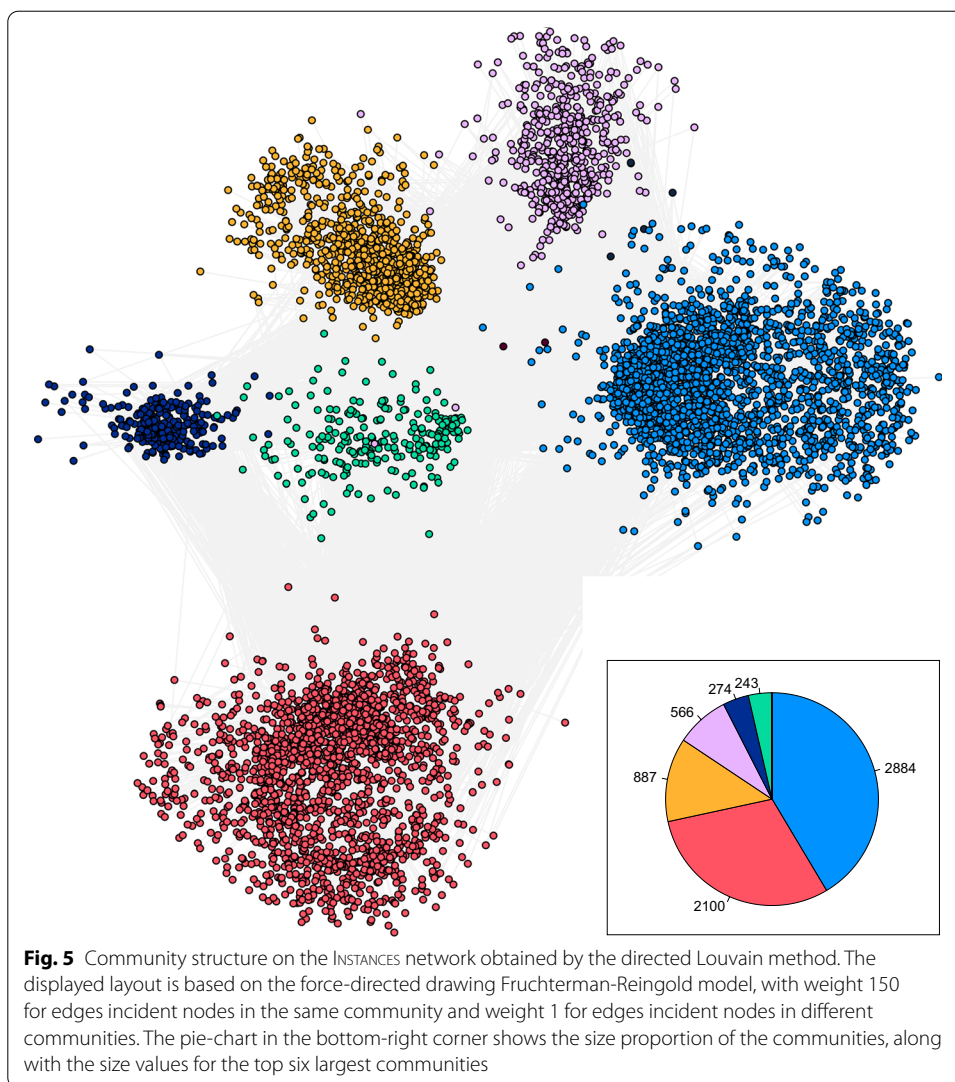 274
243
566
887
2884
2100
Fig. 5 Community structure on the INSTANCES network obtained by the directed Louvain method. The
displayed layout is based on the force-directed drawing Fruchterman-Reingold model, with weight 150
for edges incident nodes in the same community and weight 1 for edges incident nodes in different
communities. The pie-chart in the bottom-right corner shows the size proportion of the communities, along
with the size values for the top six largest communities